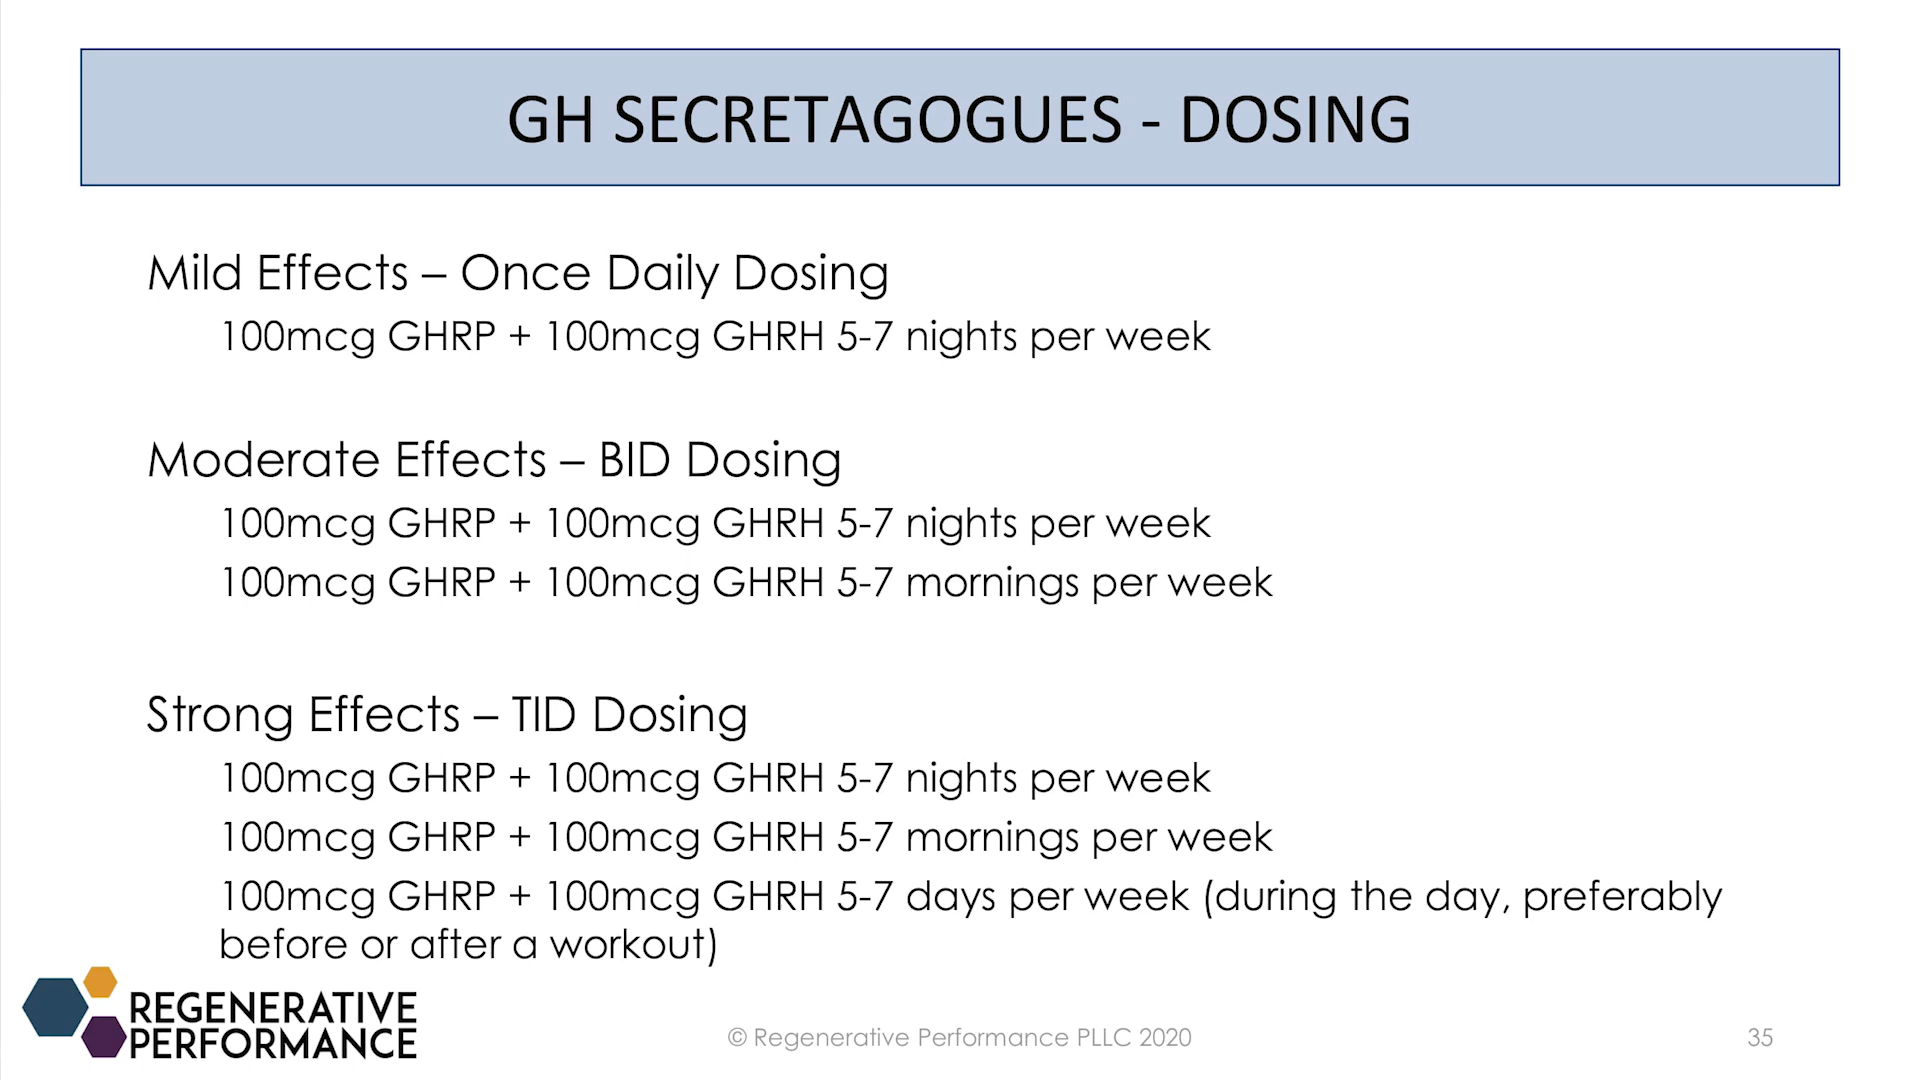 GH SECRETAGOGUES - DOSING
Mild Effects – Once Daily Dosing
100mcg GHRP + 100mcg GHRH 5-7 nights per week
Moderate Effects – BID Dosing
100mcg GHRP + 100mcg GHRH 5-7 nights per week
100mcg GHRP + 100mcg GHRH 5-7 mornings per week
Strong Effects – TID Dosing
100mcg GHRP + 100mcg GHRH 5-7 nights per week
100mcg GHRP + 100mcg GHRH 5-7 mornings per week
100mcg GHRP + 100mcg GHRH 5-7 days per week (during the day, preferably
before or after a workout)
REGENERATIVE
PERFORMANCE
© Regenerative Performance PLLC 2020
35